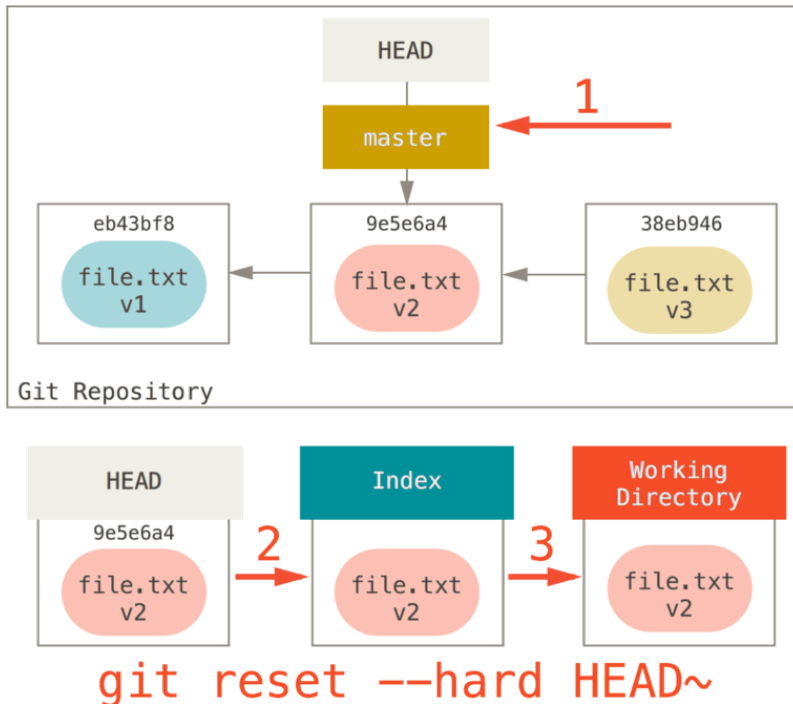 HEAD
1
master
eb43bf8
9e5e6a4
38eb946
file.txt
v1
file.txt
v2
file.txt
v3
Git Repository
HEAD
Index
Working
Directory
9e5e6a4
2
3
file.txt
v2
file.txt
v2
file.txt
v2
git reset --hard HEAD~